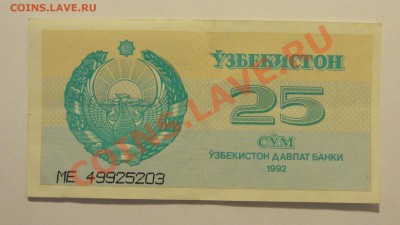 COINS.LAVE.RU
ЎЗБЕКИСТОН
25
СЎМ
ЎЗБЕКИСТОН ДАВЛАТ БАНКИ
1992
МЕ 49925203
COINS.LAVE.RU